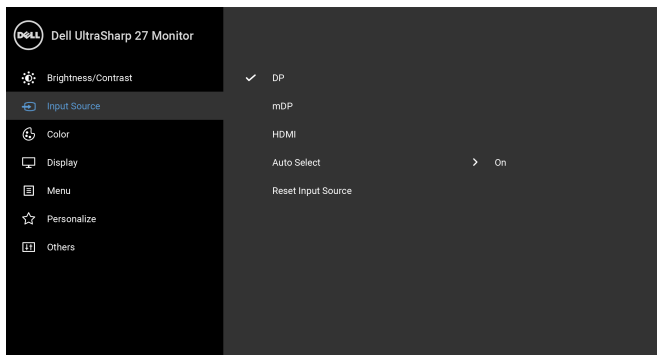 DELL
Dell UltraSharp 27 Monitor
Brightness/Contrast
DP
Input Source
mDP
Color
HDMI
Display
Auto Select
On
Menu
Reset Input Source
Personalize
Others